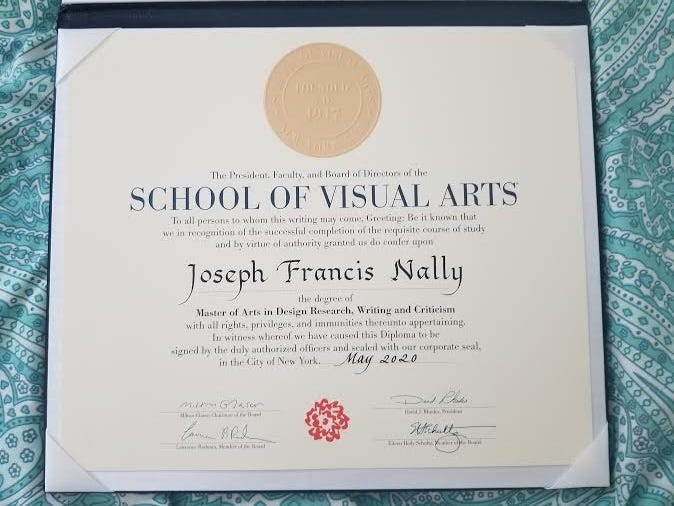 FOUNDED
1947
The President, Faculty, and Board of Directors of the
SCHOOL OF VISUAL ARTS
To all persons to whom this writing may come, Greeting: Be it known that
we in recognition of the successful completion of the requisite course of study
and by virtue of authority granted us do confer upon
Joseph Francis Nally
the degree of
Master of Arts in Design Research, Writing and Criticism
with all rights, privileges, and immunities thereunto appertaining.
In witness whereof we have caused this Diploma to be
signed by the duly authorized officers and sealed with our corporate seal,
in the City of New York. May 2020
Milton Glaser, Chairman of the Board
David J. Rhodes, President
Lawrence Rodman, Member of the Board
Eileen Hedy Schultz, Member of the Board